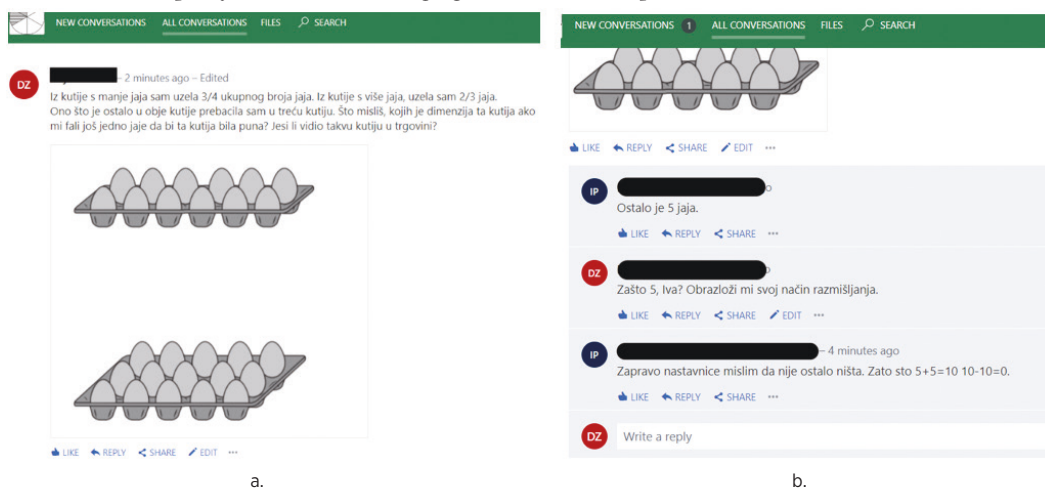 NEW CONVERSATIONS ALL CONVERSATIONS FILES SEARCH
DZ
– 2 minutes ago – Edited
Iz kutije s manje jaja sam uzela 3/4 ukupnog broja jaja. Iz kutije s više jaja, uzela sam 2/3 jaja.
Ono što je ostalo u obje kutije prebacila sam u treću kutiju. Što misliš, kojih je dimenzija ta kutija ako
mi fali još jedno jaje da bi ta kutija bila puna? Jesi li vidio takvu kutiju u trgovini?
LIKE REPLY SHARE EDIT ...
a.
NEW CONVERSATIONS 1 ALL CONVERSATIONS FILES SEARCH
LIKE REPLY SHARE EDIT ...
IP
Ostalo je 5 jaja.
LIKE REPLY SHARE ...
DZ
Zašto 5, Iva? Obrazloži mi svoj način razmišljanja.
LIKE REPLY SHARE EDIT ...
IP
– 4 minutes ago
Zapravo nastavnice mislim da nije ostalo ništa. Zato sto 5+5=10 10-10=0.
LIKE REPLY SHARE ...
DZ
Write a reply
b.